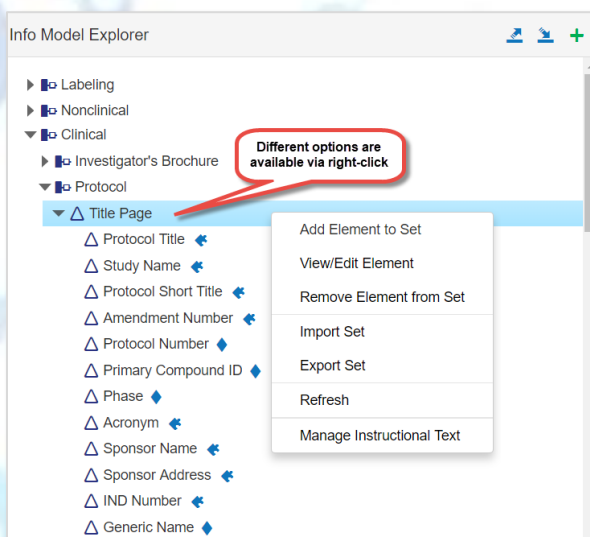 Info Model Explorer
Labeling
Nonclinical
Clinical
Different options are
available via right-click
Investigator's Brochure
Protocol
Title Page
Protocol Title
Study Name
Protocol Short Title
Amendment Number
Protocol Number
Primary Compound ID
Phase
Acronym
Sponsor Name
Sponsor Address
IND Number
Generic Name
Add Element to Set
View/Edit Element
Remove Element from Set
Import Set
Export Set
Refresh
Manage Instructional Text